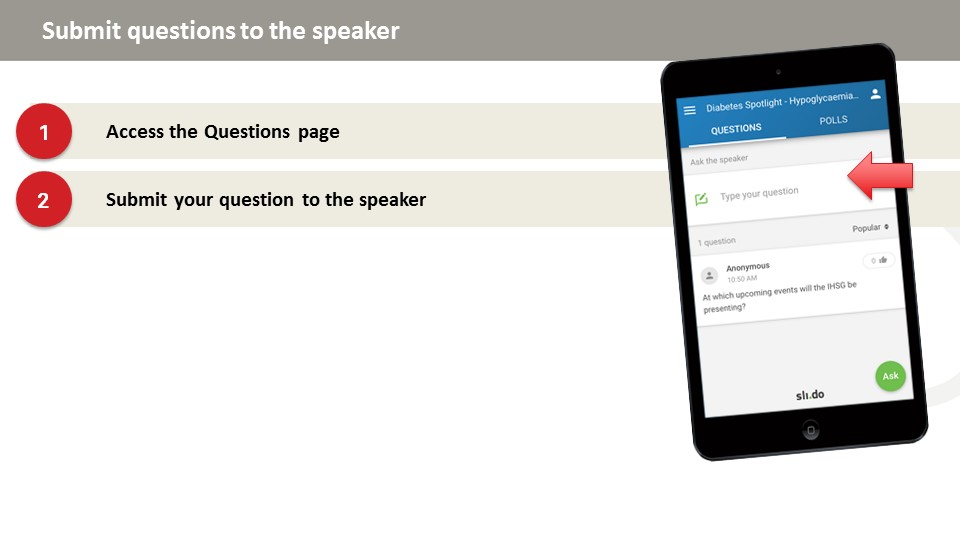 Submit questions to the speaker
1
Access the Questions page
2
Submit your question to the speaker
Diabetes Spotlight - Hypoglycaemia...
QUESTIONS
POLLS
Ask the speaker
Type your question
1 question
Popular
Anonymous
10:50 AM
0
At which upcoming events will the IHSG be
presenting?
Ask
sli.do